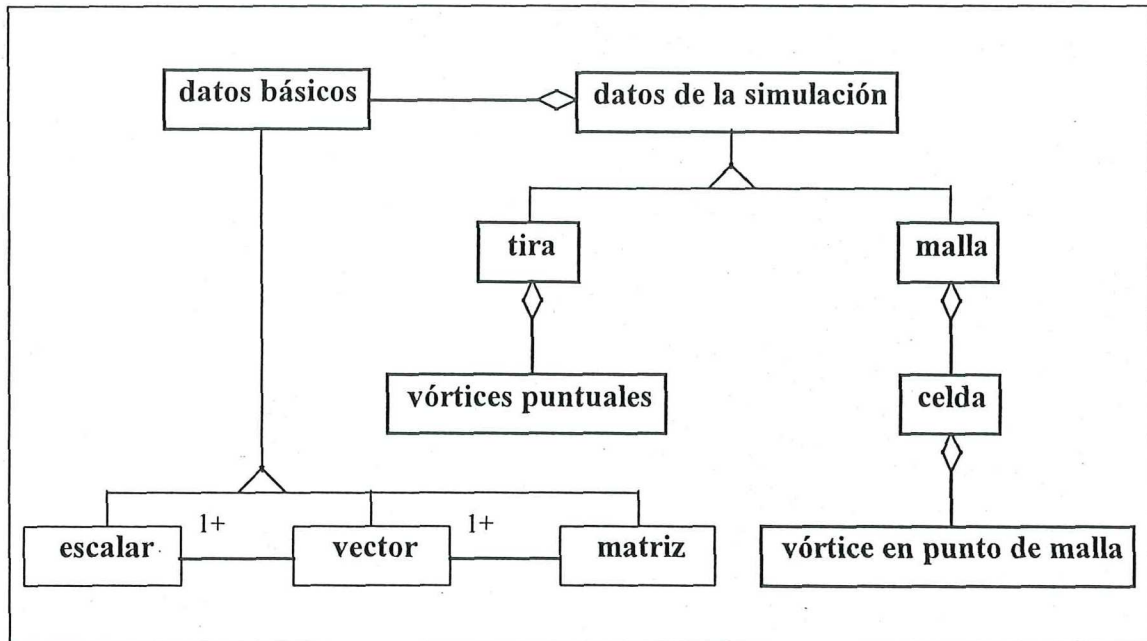 datos básicos
datos de la simulación
tira
malla
vórtices puntuales
celda
1+
1+
escalar
vector
matriz
vórtice en punto de malla